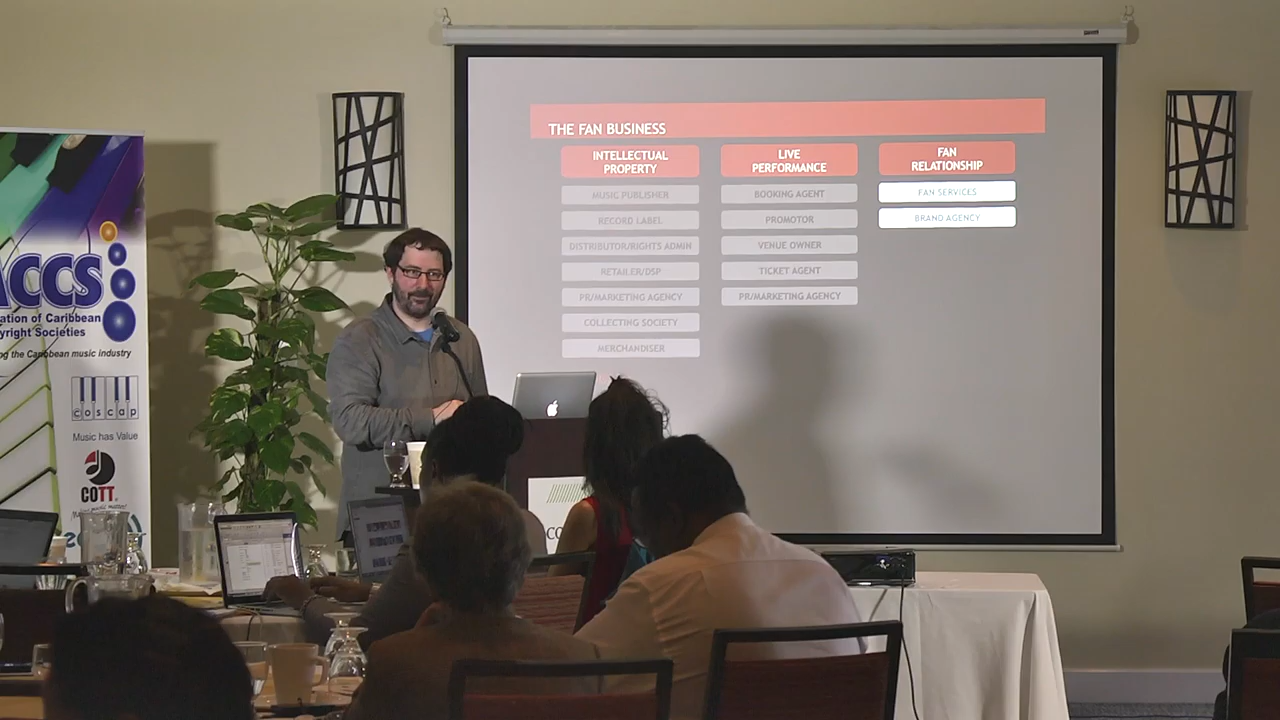 THE FAN BUSINESS
INTELLECTUAL
PROPERTY
MUSIC PUBLISHER
RECORD LABEL
DISTRIBUTOR/RIGHTS ADMIN
RETAILER/DSP
PR/MARKETING AGENCY
COLLECTING SOCIETY
MERCHANDISER
LIVE
PERFORMANCE
BOOKING AGENT
PROMOTOR
VENUE OWNER
TICKET AGENT
PR/MARKETING AGENCY
FAN
RELATIONSHIP
FAN SERVICES
BRAND AGENCY
ACCS
ation of Caribbean
yright Societies
ng the Caribbean music industry
coscap
Music has Value
COTT